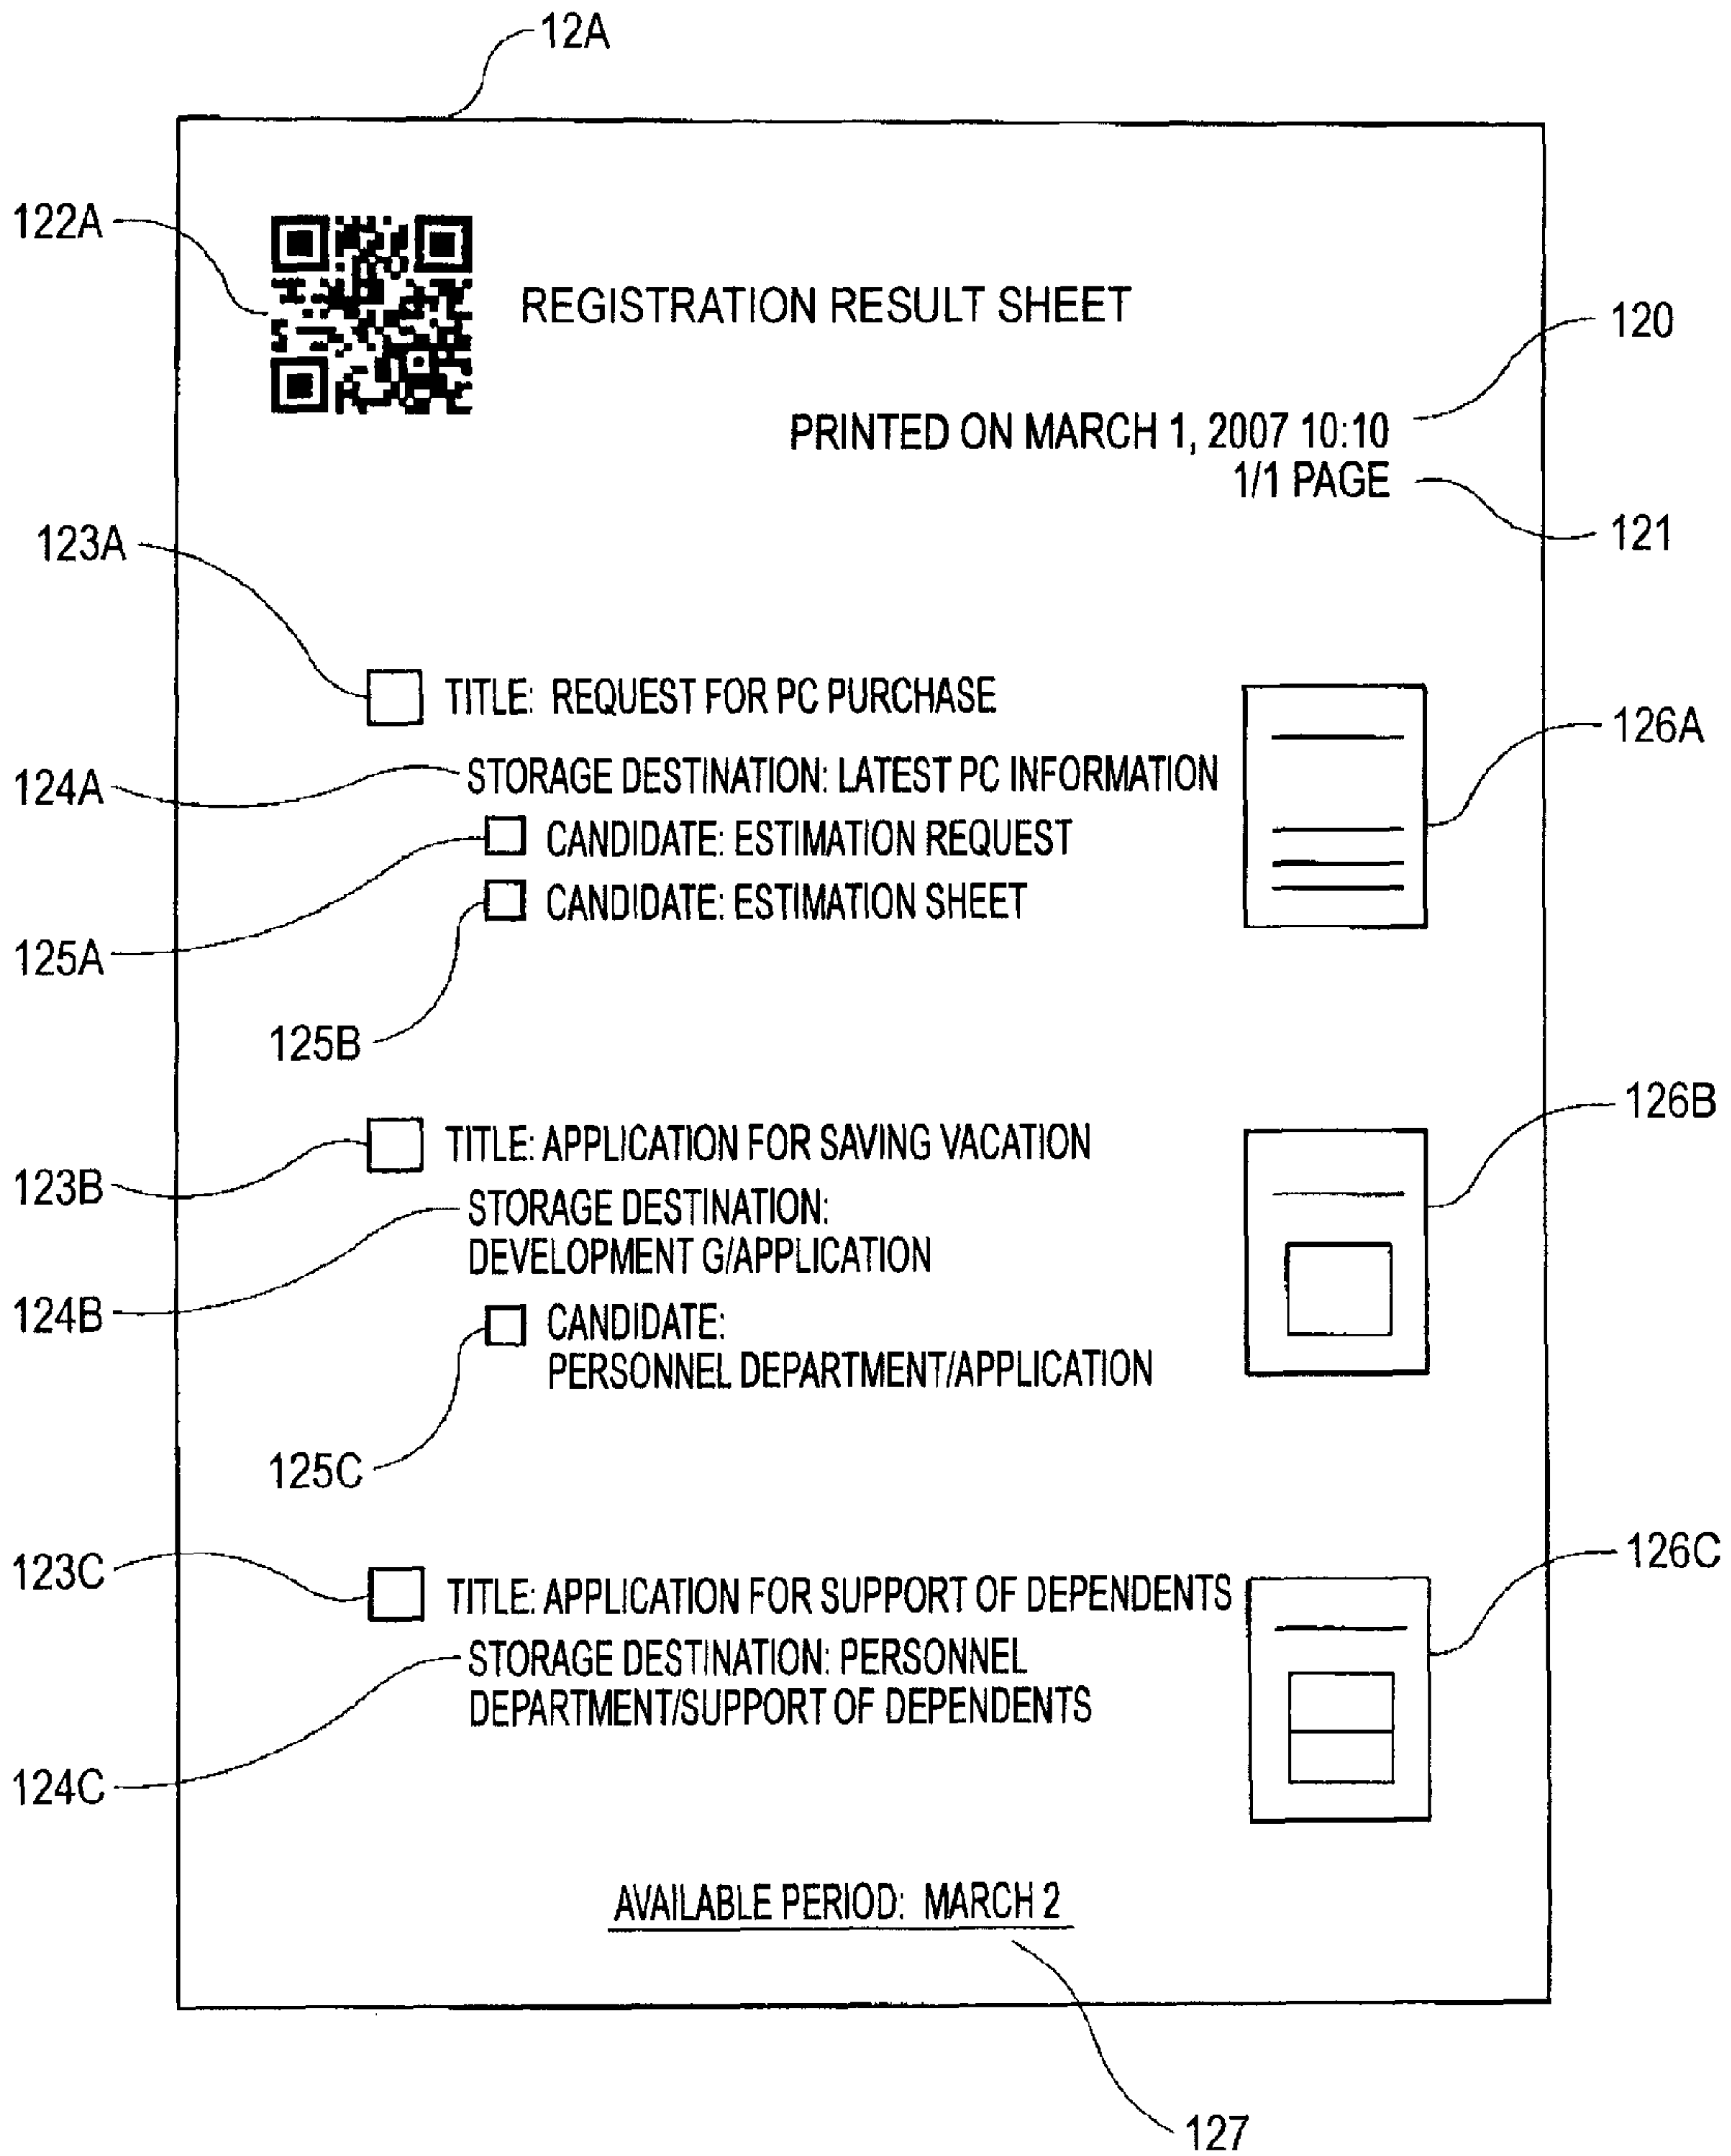 12A
122A
REGISTRATION RESULT SHEET
120
PRINTED ON MARCH 1, 2007 10:10
1/1 PAGE
121
123A
TITLE: REQUEST FOR PC PURCHASE
126A
124A
STORAGE DESTINATION: LATEST PC INFORMATION
CANDIDATE: ESTIMATION REQUEST
CANDIDATE: ESTIMATION SHEET
125A
125B
126B
TITLE: APPLICATION FOR SAVING VACATION
123B
STORAGE DESTINATION:
DEVELOPMENT G/APPLICATION
124B
CANDIDATE:
PERSONNEL DEPARTMENT/APPLICATION
125C
126C
123C
TITLE: APPLICATION FOR SUPPORT OF DEPENDENTS
STORAGE DESTINATION: PERSONNEL
DEPARTMENT/SUPPORT OF DEPENDENTS
124C
AVAILABLE PERIOD: MARCH 2
127